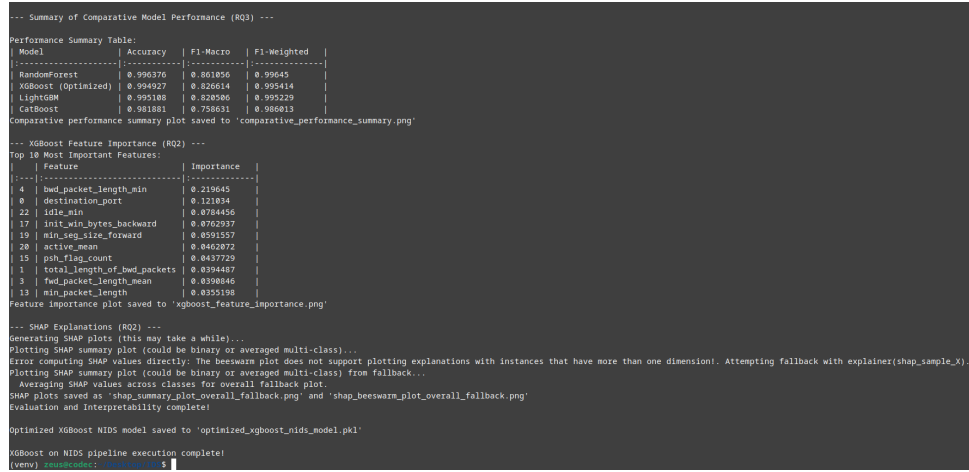 --- Summary of Comparative Model Performance (RQ3) ---
Performance Summary Table:
| Model | Accuracy | F1-Macro | F1-Weighted |
|:--------------------|:-----------|:-----------|:--------------|
| RandomForest | 0.996376 | 0.861056 | 0.99645 |
| XGBoost (Optimized) | 0.994927 | 0.826614 | 0.995414 |
| LightGBM | 0.995108 | 0.820506 | 0.995229 |
| CatBoost | 0.981881 | 0.758631 | 0.986013 |
Comparative performance summary plot saved to 'comparative_performance_summary.png'
--- XGBoost Feature Importance (RQ2) ---
Top 10 Most Important Features:
| | Feature | Importance |
|:---|:----------------------------|:-------------|
| 4 | bwd_packet_length_min | 0.219645 |
| 0 | destination_port | 0.121034 |
| 22 | idle_min | 0.0784456 |
| 17 | init_win_bytes_backward | 0.0762937 |
| 19 | min_seg_size_forward | 0.0591557 |
| 20 | active_mean | 0.0462072 |
| 15 | psh_flag_count | 0.0437729 |
| 1 | total_length_of_bwd_packets | 0.0394487 |
| 3 | fwd_packet_length_mean | 0.0390846 |
| 13 | min_packet_length | 0.0355198 |
Feature importance plot saved to 'xgboost_feature_importance.png'
--- SHAP Explanations (RQ2) ---
Generating SHAP plots (this may take a while)...
Plotting SHAP summary plot (could be binary or averaged multi-class)...
Error computing SHAP values directly: The beeswarm plot does not support plotting explanations with instances that have more than one dimension!. Attempting fallback with explainer(shap_sample_X).
Plotting SHAP summary plot (could be binary or averaged multi-class) from fallback...
Averaging SHAP values across classes for overall fallback plot.
SHAP plots saved as 'shap_summary_plot_overall_fallback.png' and 'shap_beeswarm_plot_overall_fallback.png'
Evaluation and Interpretability complete!
Optimized XGBoost NIDS model saved to 'optimized_xgboost_nids_model.pkl'
XGBoost on NIDS pipeline execution complete!
(venv) zeus@codec: $